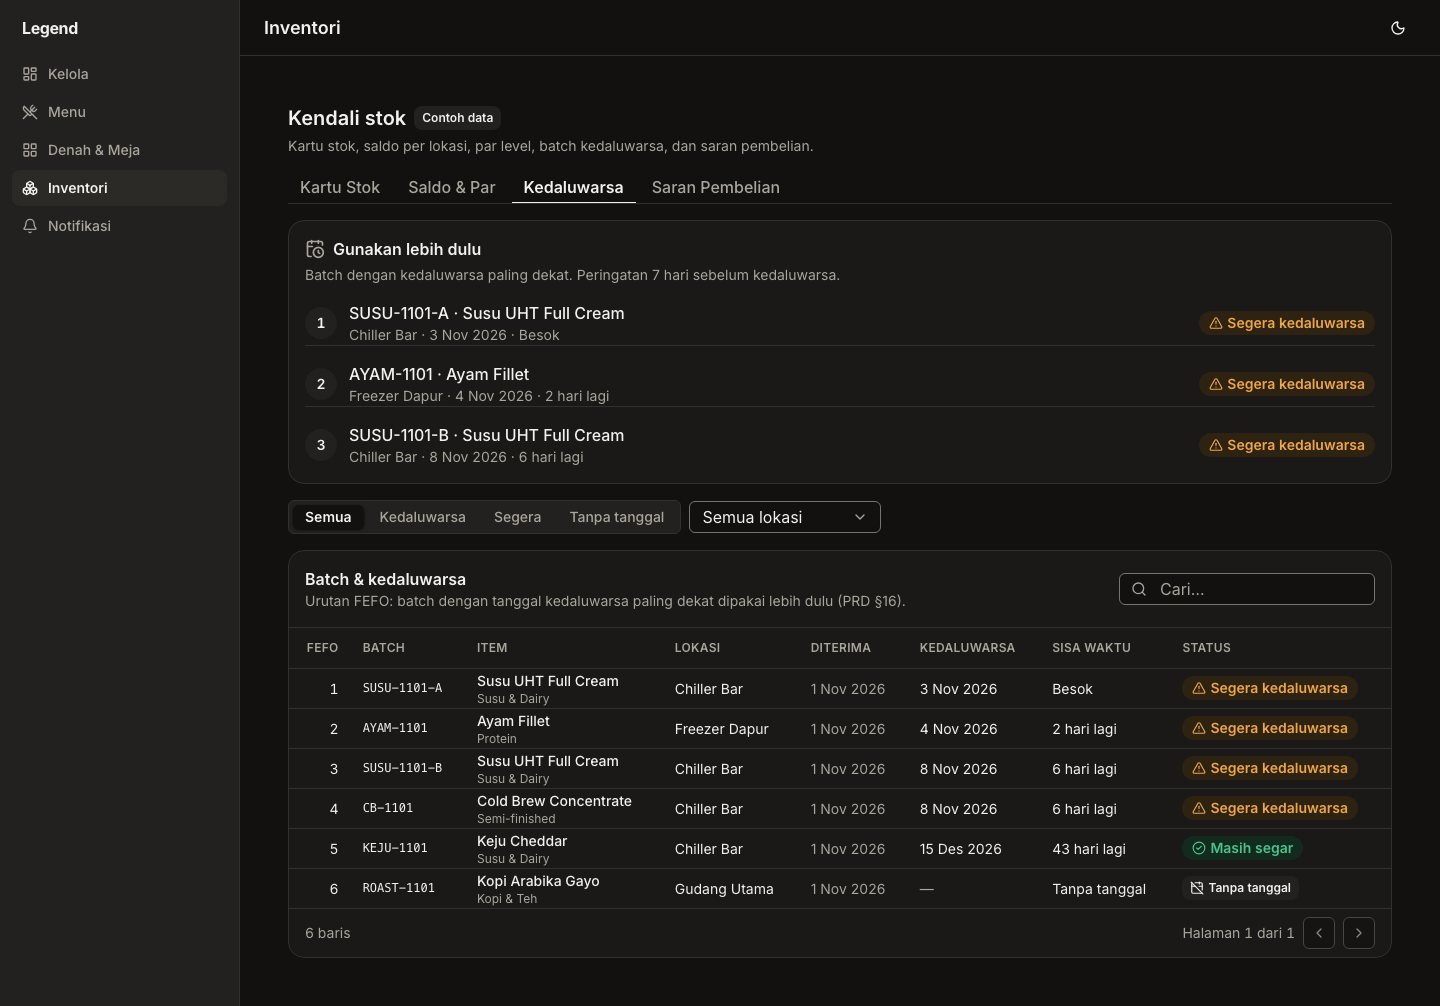 Legend
Inventori
Kelola
Menu
Denah & Meja
Inventori
Notifikasi
Kendali stok
Contoh data
Kartu stok, saldo per lokasi, par level, batch kedaluwarsa, dan saran pembelian.
Kartu Stok
Saldo & Par
Kedaluwarsa
Saran Pembelian
Gunakan lebih dulu
Batch dengan kedaluwarsa paling dekat. Peringatan 7 hari sebelum kedaluwarsa.
1
SUSU-1101-A · Susu UHT Full Cream
Chiller Bar · 3 Nov 2026 · Besok
Segera kedaluwarsa
2
AYAM-1101 · Ayam Fillet
Freezer Dapur · 4 Nov 2026 · 2 hari lagi
Segera kedaluwarsa
3
SUSU-1101-B · Susu UHT Full Cream
Chiller Bar · 8 Nov 2026 · 6 hari lagi
Segera kedaluwarsa
Semua Kedaluwarsa Segera Tanpa tanggal Semua lokasi
Batch & kedaluwarsa
Urutan FEFO: batch dengan tanggal kedaluwarsa paling dekat dipakai lebih dulu (PRD §16).
Cari...
FEFO BATCH ITEM LOKASI DITERIMA KEDALUWARSA SISA WAKTU STATUS
1 SUSU-1101-A Susu UHT Full Cream Chiller Bar 1 Nov 2026 3 Nov 2026 Besok Segera kedaluwarsa
Susu & Dairy
2 AYAM-1101 Ayam Fillet Freezer Dapur 1 Nov 2026 4 Nov 2026 2 hari lagi Segera kedaluwarsa
Protein
3 SUSU-1101-B Susu UHT Full Cream Chiller Bar 1 Nov 2026 8 Nov 2026 6 hari lagi Segera kedaluwarsa
Susu & Dairy
4 CB-1101 Cold Brew Concentrate Chiller Bar 1 Nov 2026 8 Nov 2026 6 hari lagi Segera kedaluwarsa
Semi-finished
5 KEJU-1101 Keju Cheddar Chiller Bar 1 Nov 2026 15 Des 2026 43 hari lagi Masih segar
Susu & Dairy
6 ROAST-1101 Kopi Arabika Gayo Gudang Utama 1 Nov 2026 — Tanpa tanggal Tanpa tanggal
Kopi & Teh
6 baris
Halaman 1 dari 1